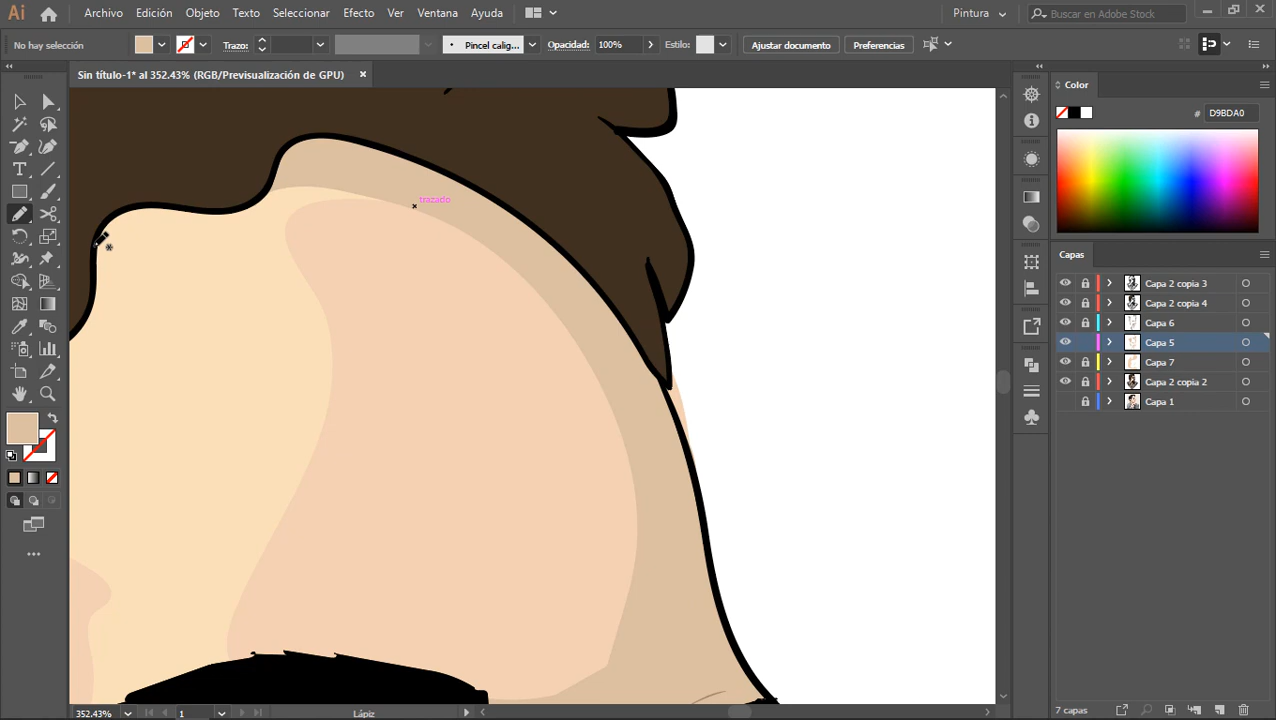 Ai Archivo Edición Objeto Texto Seleccionar Efecto Ver Ventana Ayuda Pintura Buscar en Adobe Stock
No hay selección Trazo: Pincel calig... Opacidad: 100% Estilo: Ajustar documento Preferencias
Sin título-1* al 352.43% (RGB/Previsualización de GPU)
Color
# D9BDA0
trazado
Capas
Capa 2 copia 3
Capa 2 copia 4
Capa 6
Capa 5
Capa 7
Capa 2 copia 2
Capa 1
7 capas
352.43% 1 Lápiz